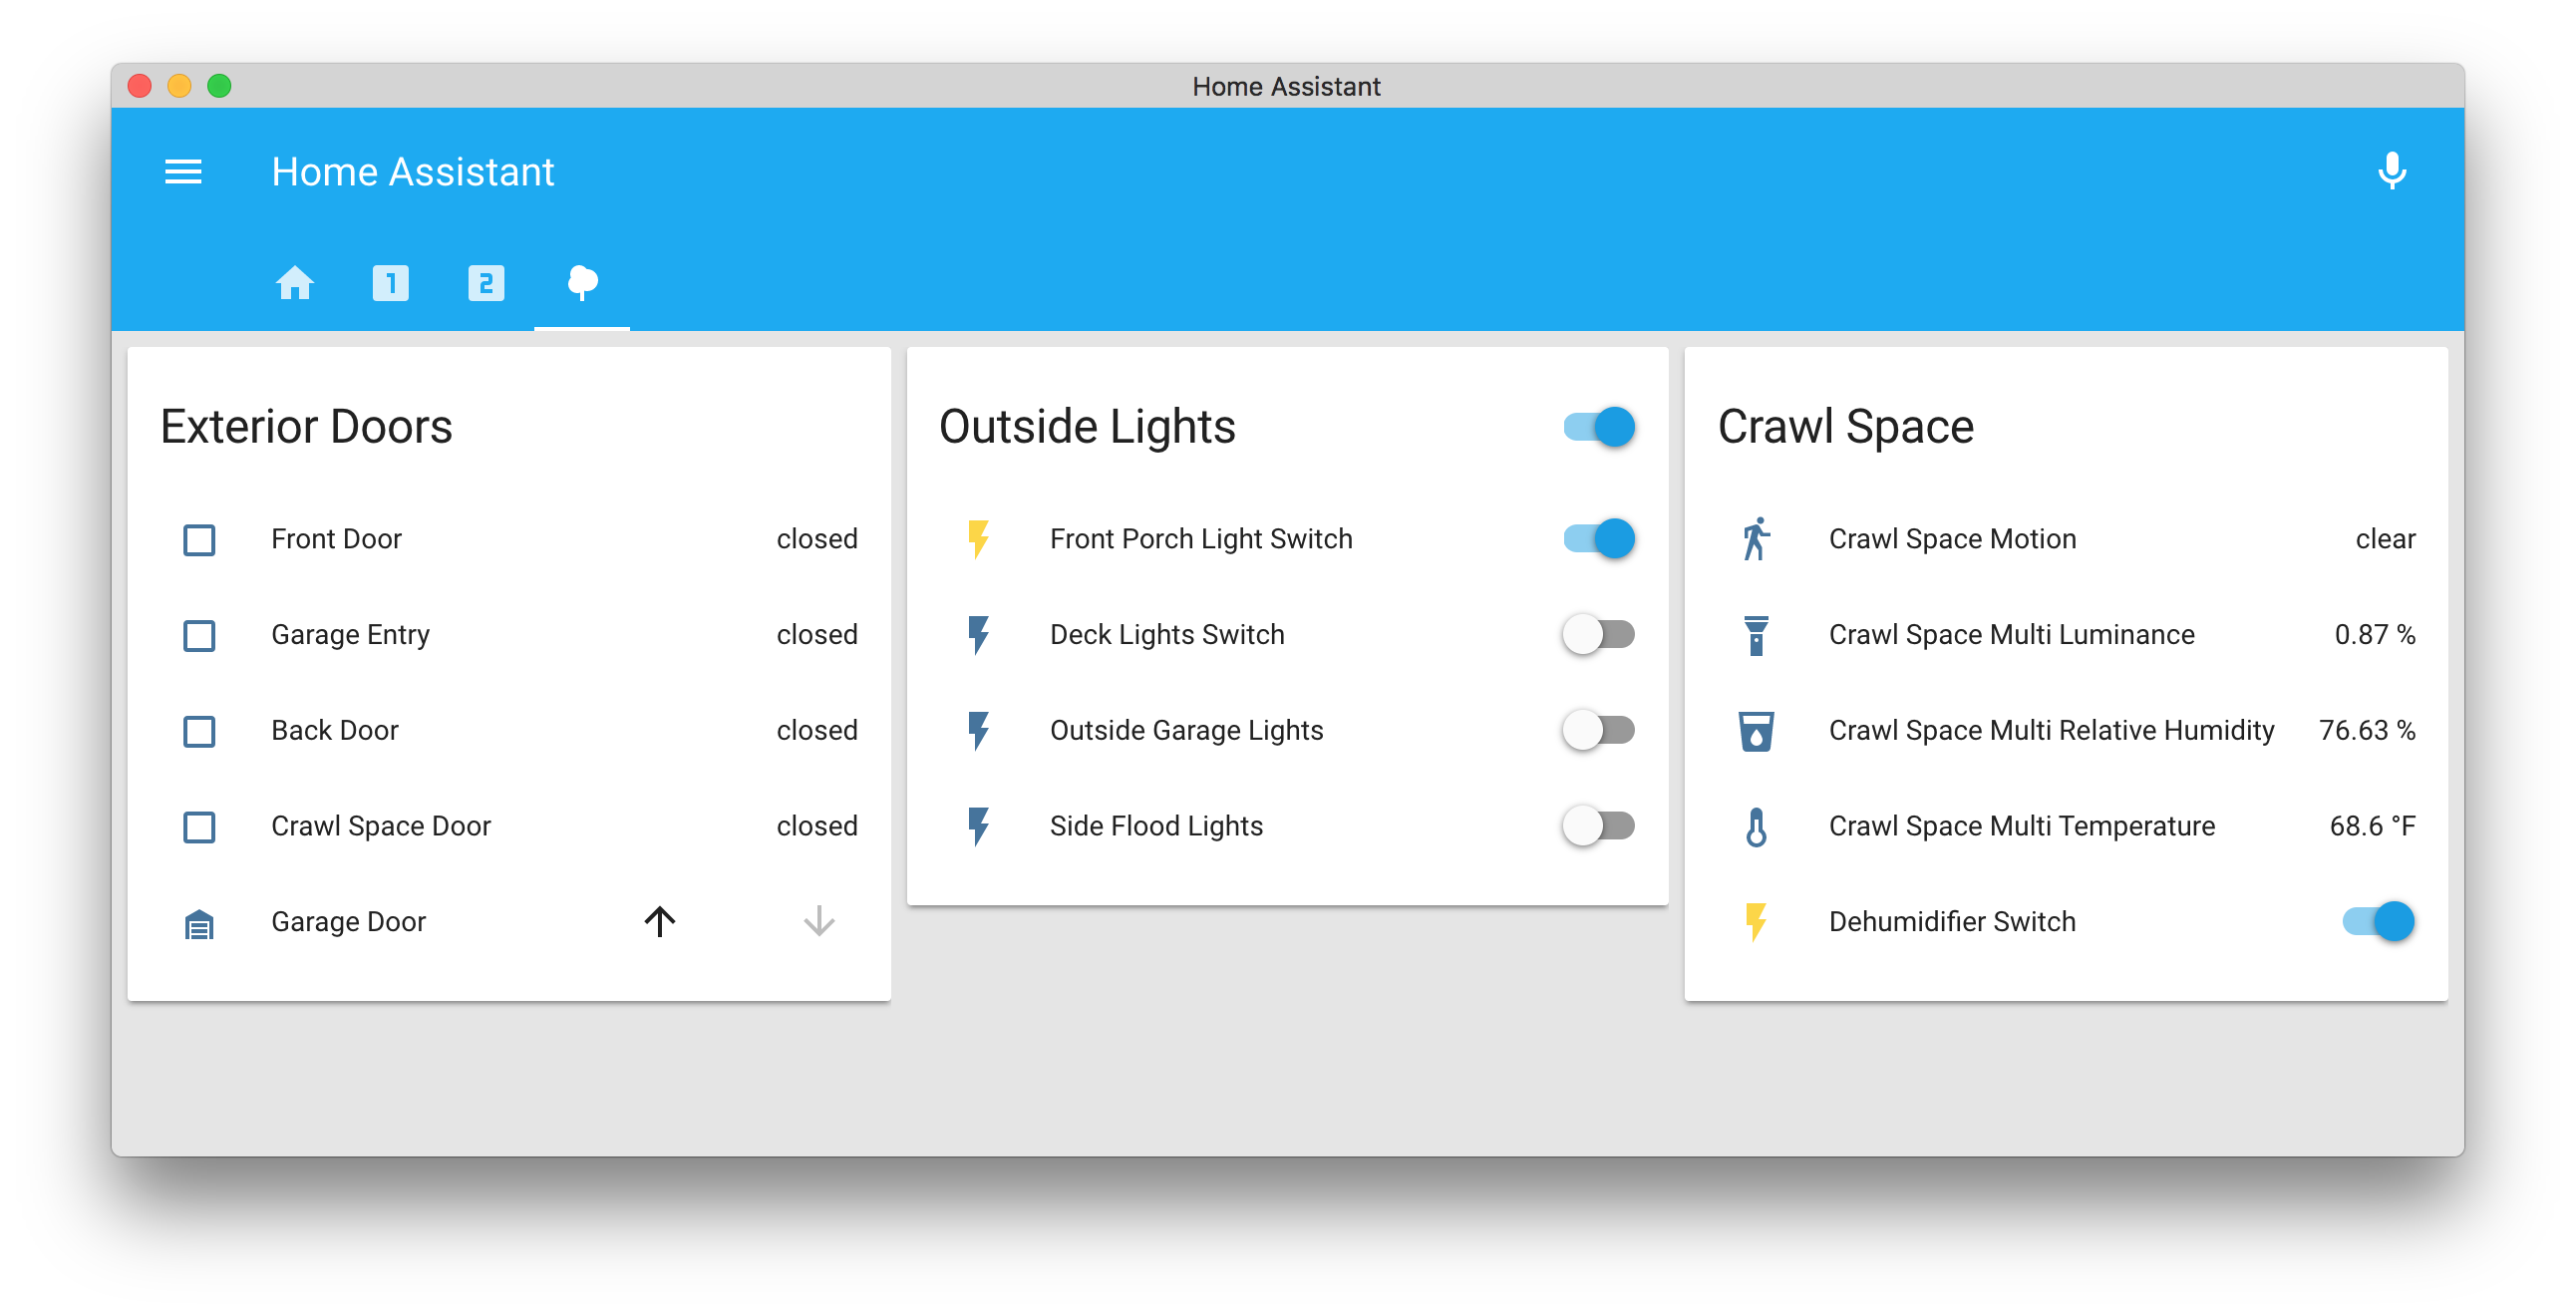 Home Assistant
Home Assistant
1 2
Exterior Doors
Front Door closed
Garage Entry closed
Back Door closed
Crawl Space Door closed
Garage Door
Outside Lights
Front Porch Light Switch
Deck Lights Switch
Outside Garage Lights
Side Flood Lights
Crawl Space
Crawl Space Motion clear
Crawl Space Multi Luminance 0.87 %
Crawl Space Multi Relative Humidity 76.63 %
Crawl Space Multi Temperature 68.6 °F
Dehumidifier Switch